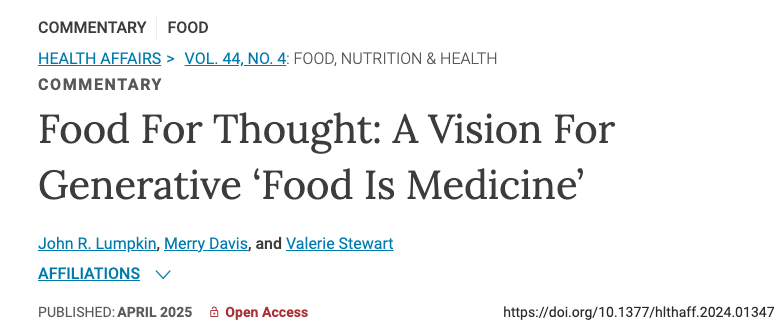 COMMENTARY FOOD
HEALTH AFFAIRS > VOL. 44, NO. 4: FOOD, NUTRITION & HEALTH
COMMENTARY
Food For Thought: A Vision For
Generative ‘Food Is Medicine’
John R. Lumpkin, Merry Davis, and Valerie Stewart
AFFILIATIONS
PUBLISHED: APRIL 2025 Open Access https://doi.org/10.1377/hlthaff.2024.01347